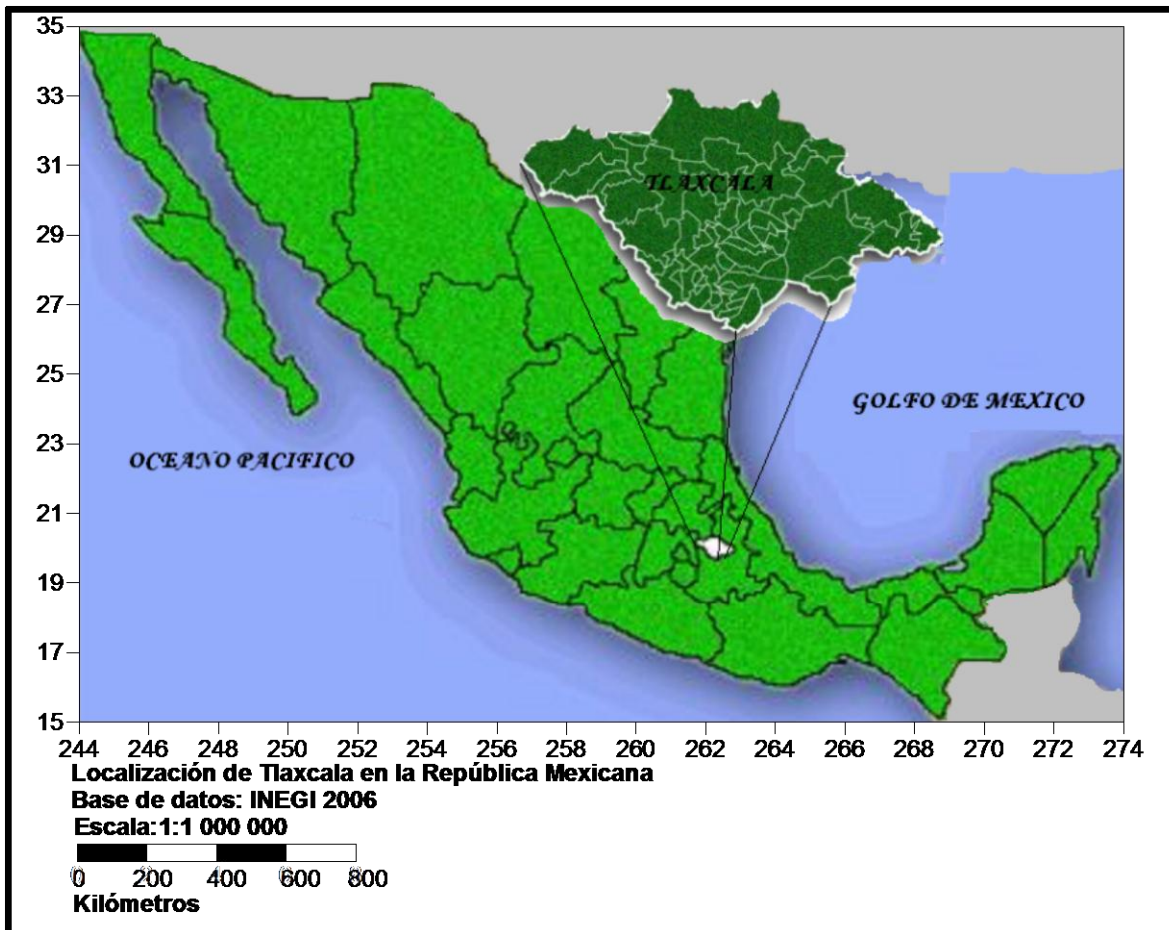 35
33
31
29
27
25
23
21
19
17
15
TLAXCALA
GOLFO DE MEXICO
OCEANO PACIFICO
244 246 248 250 252 254 256 258 260 262 264 266 268 270 272 274
Localización de Tlaxcala en la República Mexicana
Base de datos: INEGI 2006
Escala:1:1 000 000
0 200 400 600 800
Kilómetros